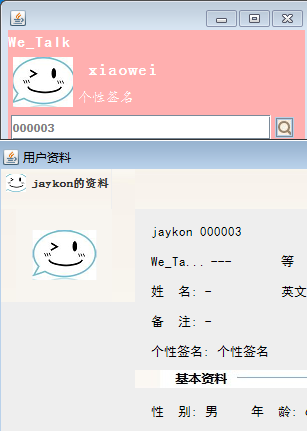 We_Talk
xiaowei
个性签名
000003
用户资料
jaykon的资料
jaykon 000003
We_Ta... --- 等
姓 名: - 英文
备 注: -
个性签名: 个性签名
基本资料
性 别: 男 年 龄: